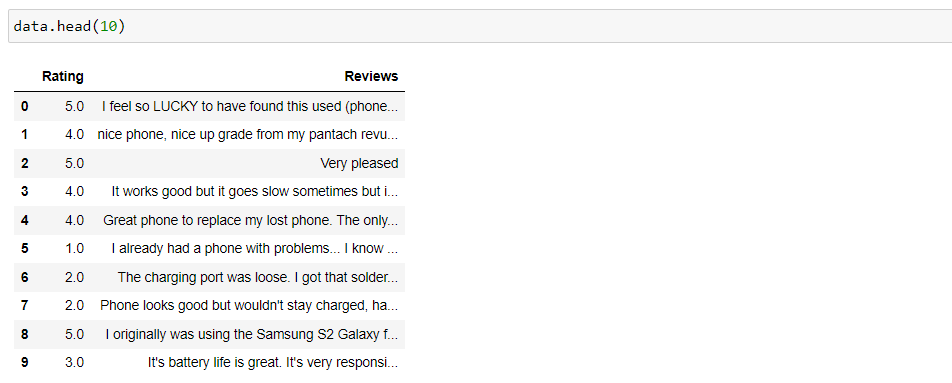 data.head(10)
Rating Reviews
0 5.0 I feel so LUCKY to have found this used (phone...
1 4.0 nice phone, nice up grade from my pantach revu...
2 5.0 Very pleased
3 4.0 It works good but it goes slow sometimes but i...
4 4.0 Great phone to replace my lost phone. The only...
5 1.0 I already had a phone with problems... I know ...
6 2.0 The charging port was loose. I got that solder...
7 2.0 Phone looks good but wouldn't stay charged, ha...
8 5.0 I originally was using the Samsung S2 Galaxy f...
9 3.0 It's battery life is great. It's very responsi...